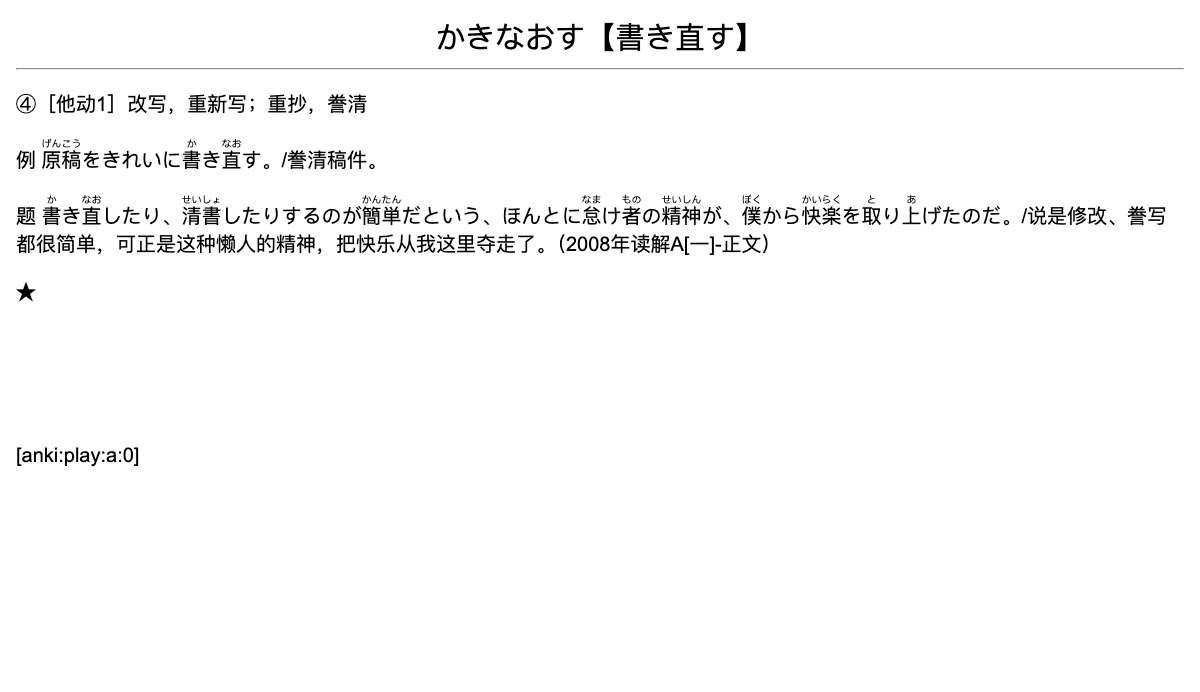 かきなおす【書き直す】
④［他动1］改写，重新写；重抄，誊清
げんこう か なお
例 原稿をきれいに書き直す。/誊清稿件。
か なお せいしょ かんたん なま もの せいしん ぼく かいらく と あ
题 書き直したり、清書したりするのが簡単だという、ほんとに怠け者の精神が、僕から快楽を取り上げたのだ。/说是修改、誊写
都很简单，可正是这种懒人的精神，把快乐从我这里夺走了。（2008年读解A[一]-正文）
★
[anki:play:a:0]